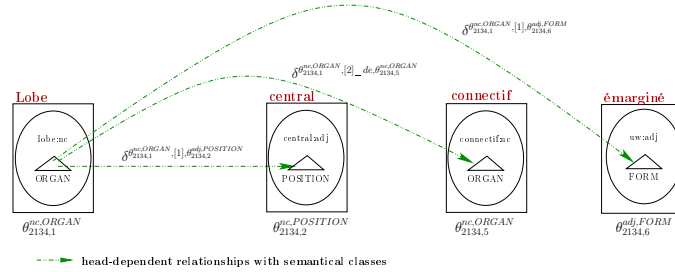 δθ^{nc,ORGAN}_{2134,1},[1],θ^{adj,FORM}_{2134,6}
δθ^{nc,ORGAN}_{2134,1},[2]_de,θ^{nc,ORGAN}_{2134,5}
Lobe central connectif émarginé
lobe:nc central:adj connectif:nc uw:adj
δθ^{nc,ORGAN}_{2134,1},[1],θ^{adj,POSITION}_{2134,2}
ORGAN POSITION ORGAN FORM
θ^{nc,ORGAN}_{2134,1} θ^{nc,POSITION}_{2134,2} θ^{nc,ORGAN}_{2134,5} θ^{adj,FORM}_{2134,6}
head-dependent relationships with semantical classes